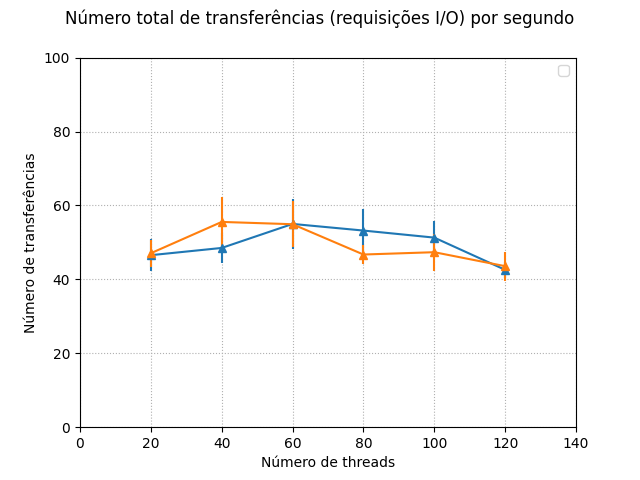 Número total de transferências (requisições I/O) por segundo
100
80
60
40
20
0
Número de transferências
0 20 40 60 80 100 120 140
Número de threads